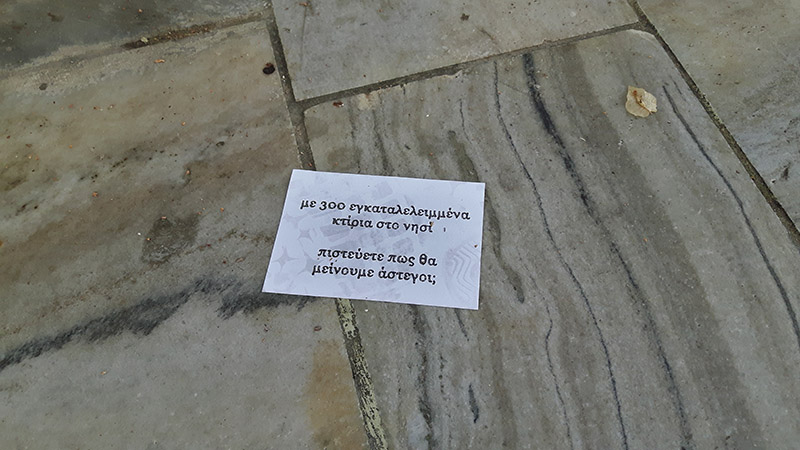 με 300 εγκαταλελειμμένα
κτίρια στο νησί
πιστεύετε πως θα
μείνουμε άστεγοι;